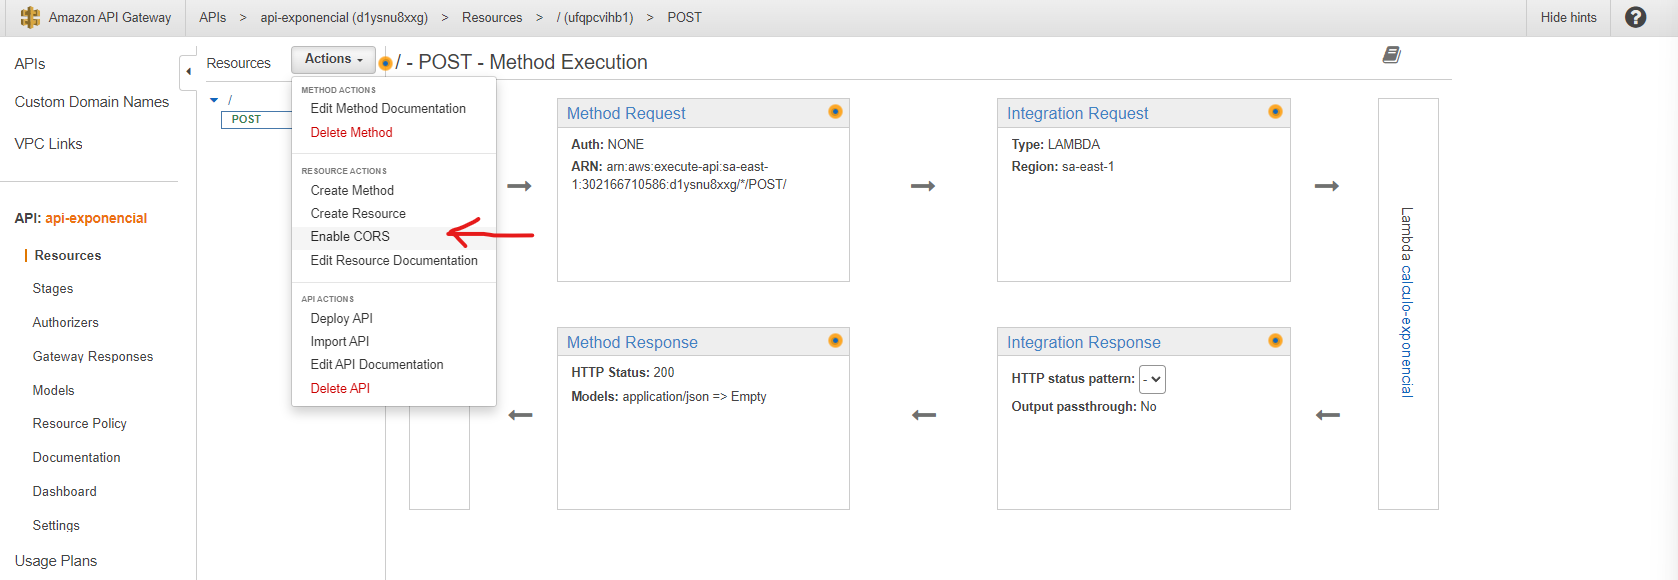 Amazon API Gateway
APIs > api-exponencial (d1ysnu8xxg) > Resources > / (ufqpcvihb1) > POST
Hide hints
?
APIs
Custom Domain Names
VPC Links
API: api-exponencial
Resources
Stages
Authorizers
Gateway Responses
Models
Resource Policy
Documentation
Dashboard
Settings
Usage Plans
Resources
Actions
/
POST
METHOD ACTIONS
Edit Method Documentation
Delete Method
RESOURCE ACTIONS
Create Method
Create Resource
Enable CORS
Edit Resource Documentation
API ACTIONS
Deploy API
Import API
Edit API Documentation
Delete API
/ - POST - Method Execution
Method Request
Auth: NONE
ARN: arn:aws:execute-api:sa-east-
1:302166710586:d1ysnu8xxg/*/POST/
Integration Request
Type: LAMBDA
Region: sa-east-1
Method Response
HTTP Status: 200
Models: application/json => Empty
Integration Response
HTTP status pattern: -
Output passthrough: No
Lambda calculo-exponencial